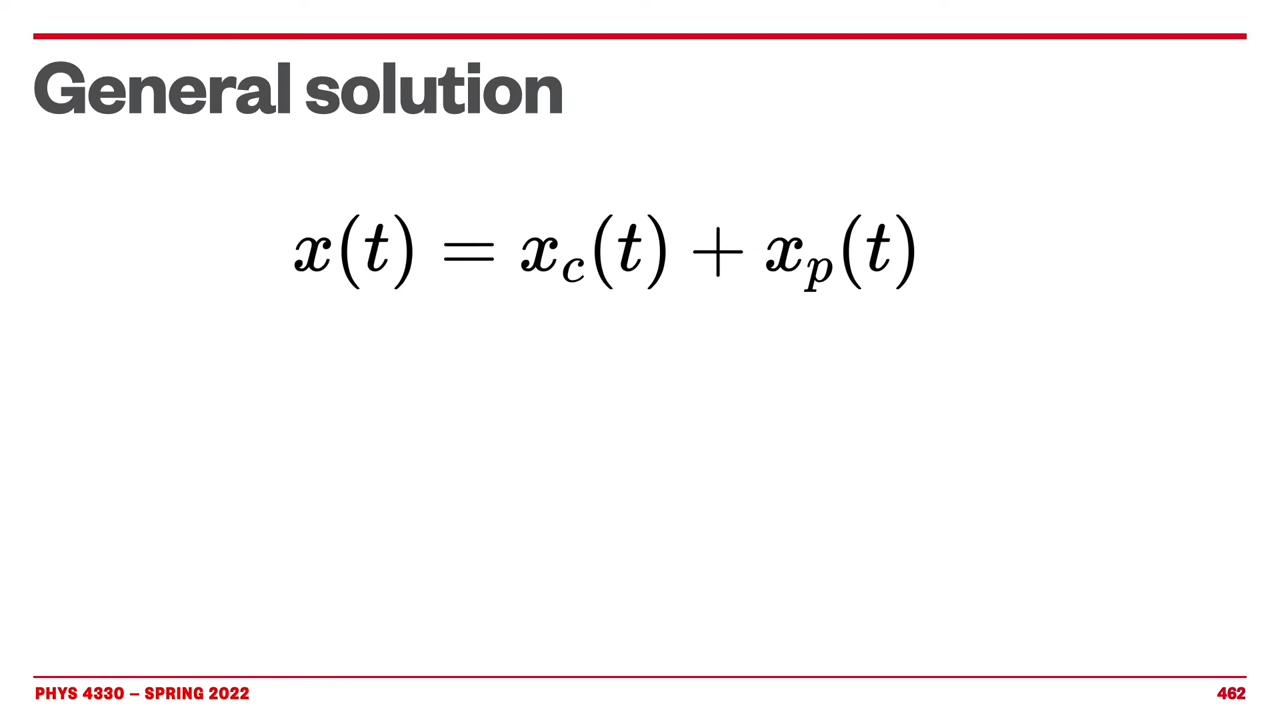 General solution
x(t) = x_c(t) + x_p(t)
PHYS 4330 – SPRING 2022
462